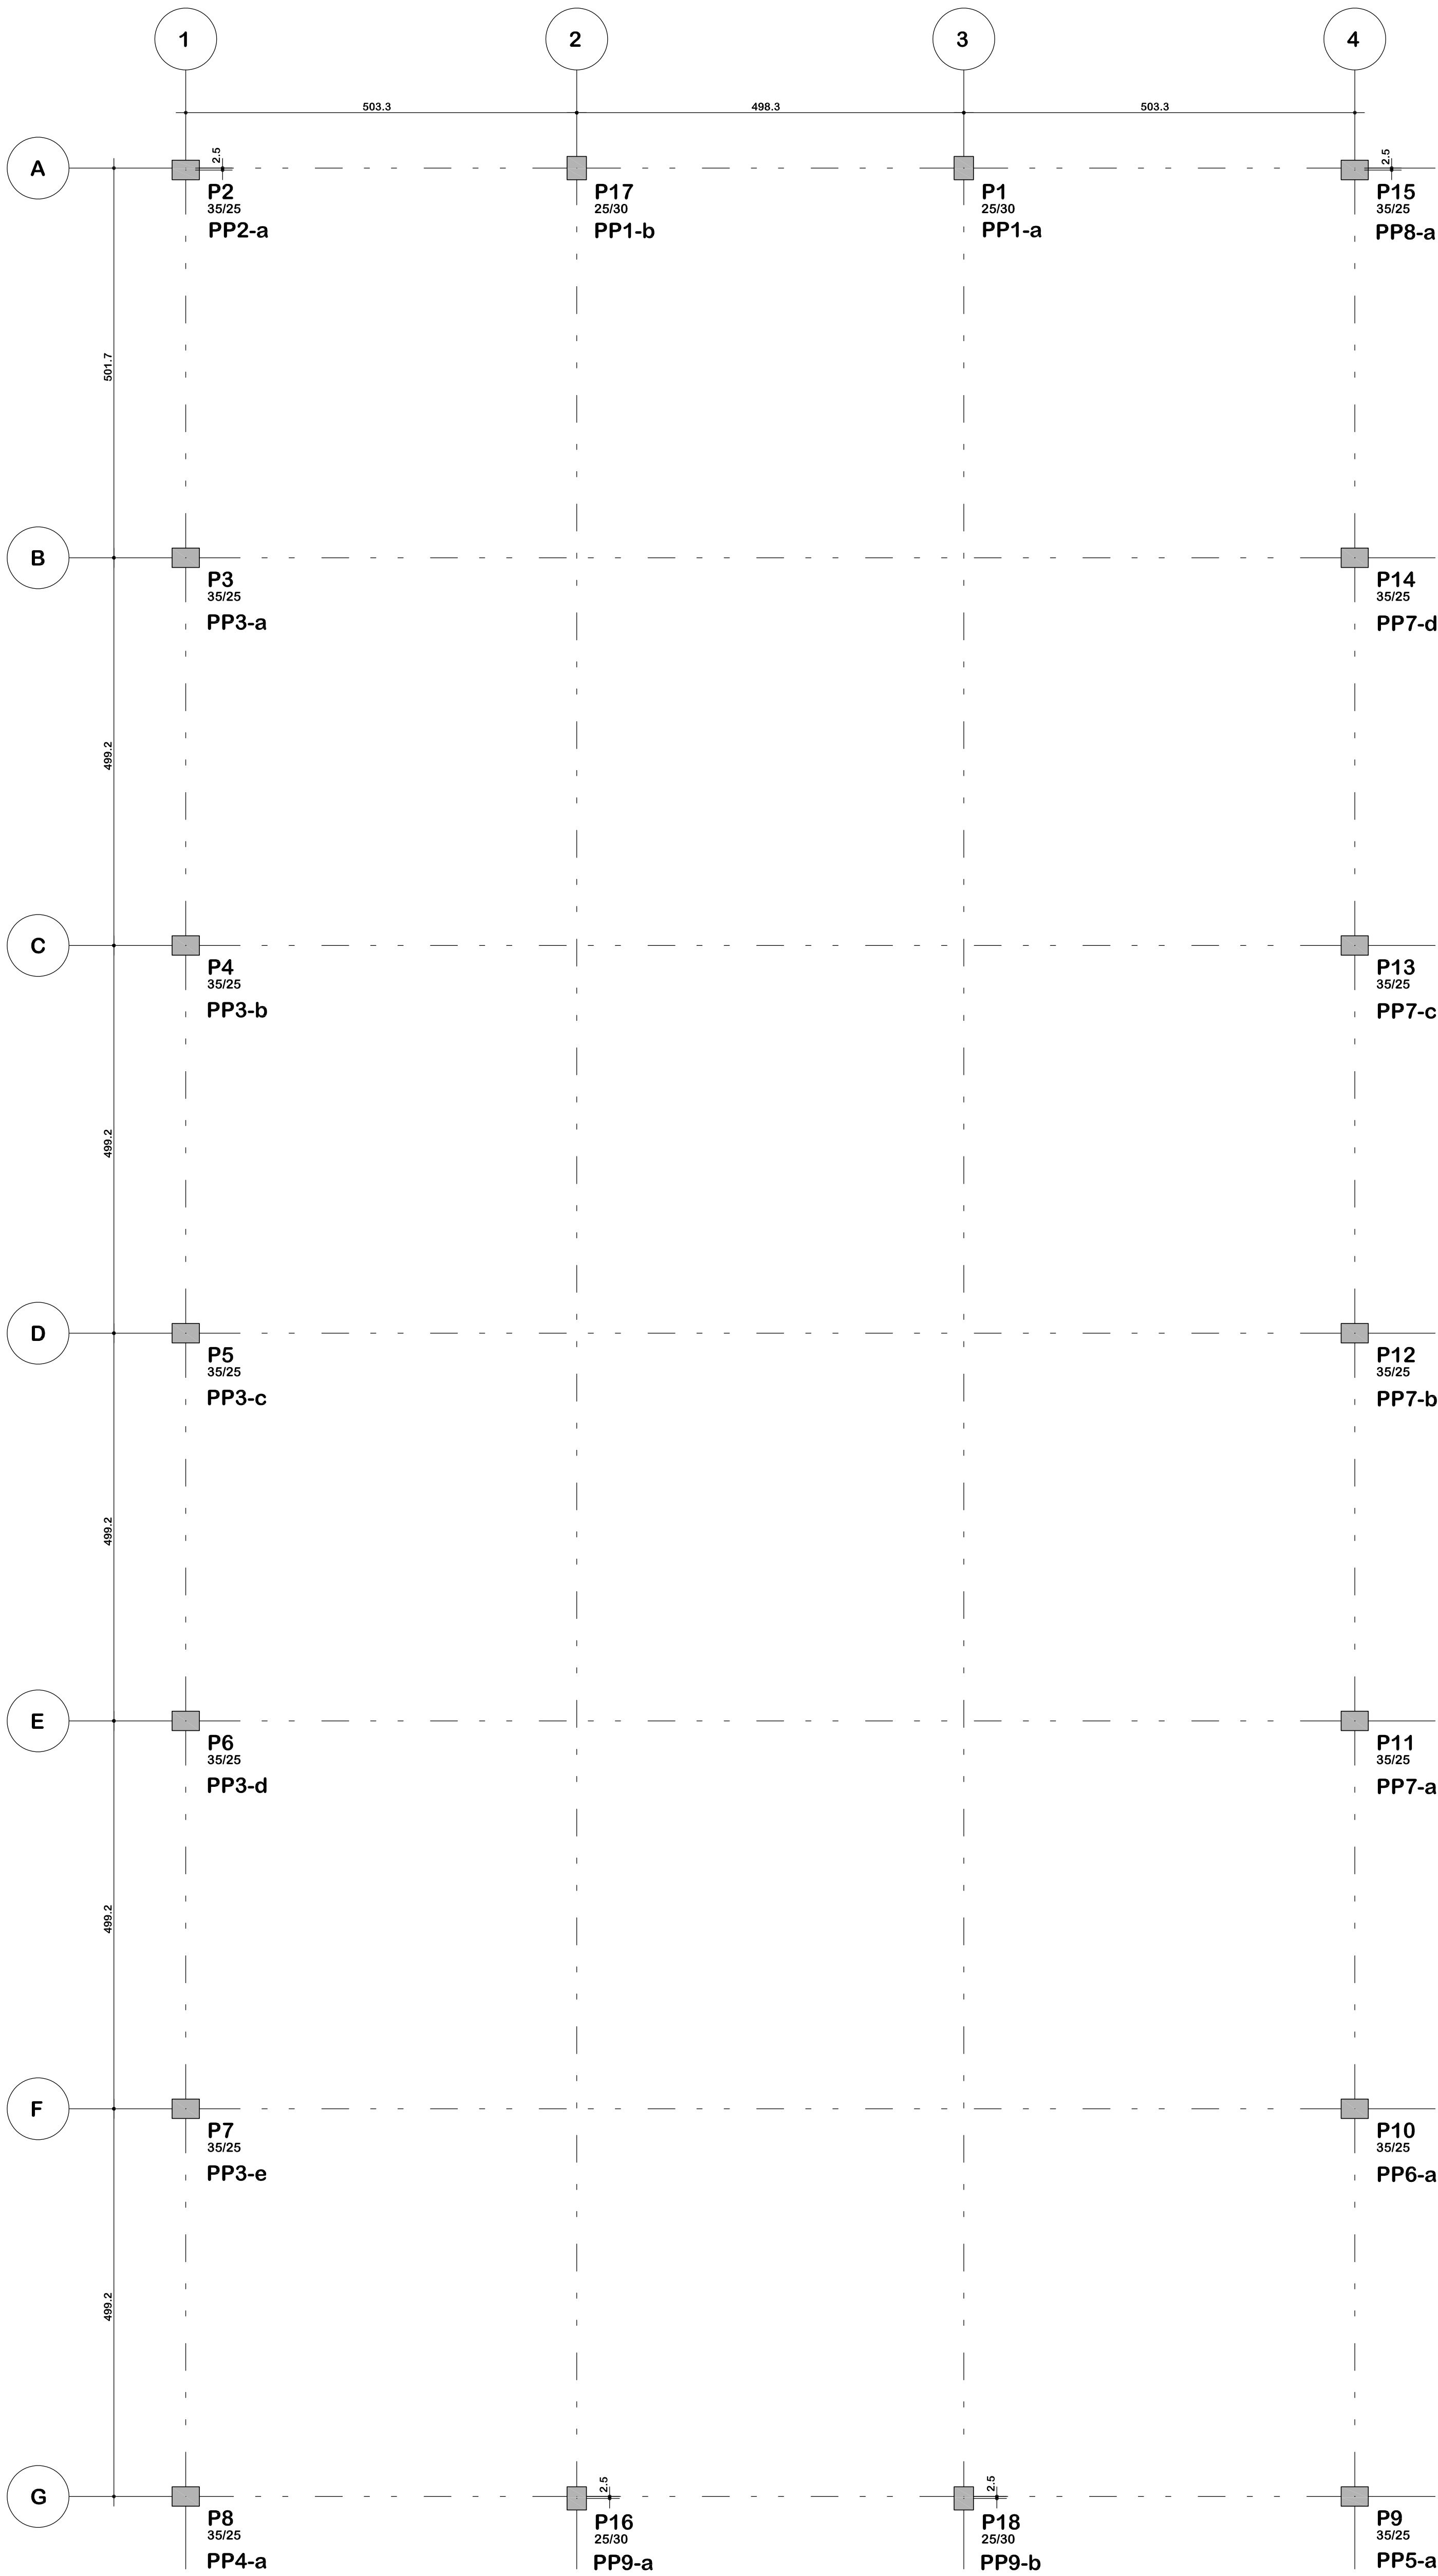 1 2 3 4
503.3 498.3 503.3
A
2.5 2.5
P2 P17 P1 P15
35/25 25/30 25/30 35/25
PP2-a PP1-b PP1-a PP8-a
501.7
B
P3 P14
35/25 35/25
PP3-a PP7-d
499.2
C
P4 P13
35/25 35/25
PP3-b PP7-c
499.2
D
P5 P12
35/25 35/25
PP3-c PP7-b
499.2
E
P6 P11
35/25 35/25
PP3-d PP7-a
499.2
F
P7 P10
35/25 35/25
PP3-e PP6-a
499.2
G
2.5 2.5
P8 P16 P18 P9
35/25 25/30 25/30 35/25
PP4-a PP9-a PP9-b PP5-a